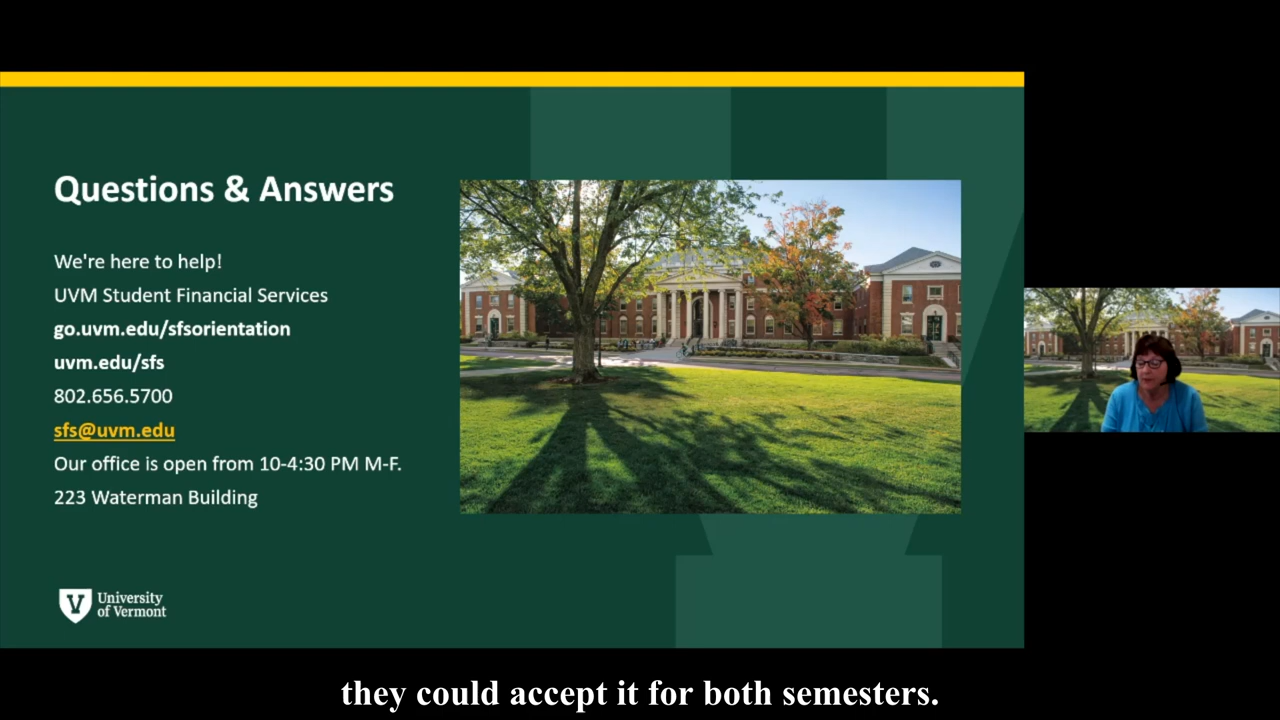 Questions & Answers
We're here to help!
UVM Student Financial Services
go.uvm.edu/sfsorientation
uvm.edu/sfs
802.656.5700
sfs@uvm.edu
Our office is open from 10-4:30 PM M-F.
223 Waterman Building
V University
of Vermont
they could accept it for both semesters.